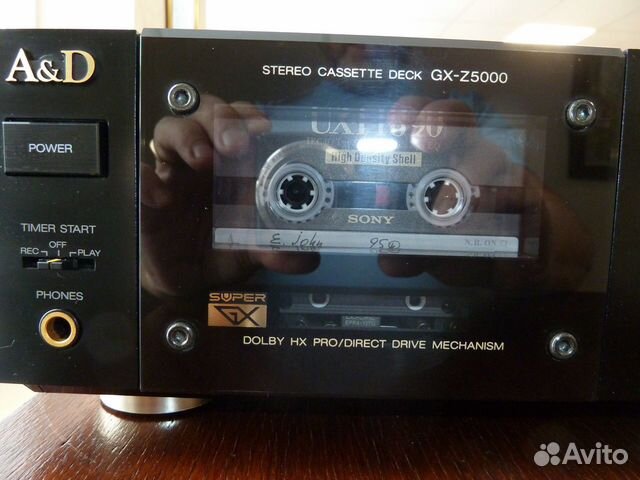 A&D
STEREO CASSETTE DECK GX-Z5000
POWER
High Density Shell
SONY
E. John
TIMER START
OFF
REC
PLAY
N.R.
SUPER
GX
PHONES
DOLBY HX PRO/DIRECT DRIVE MECHANISM
Avito